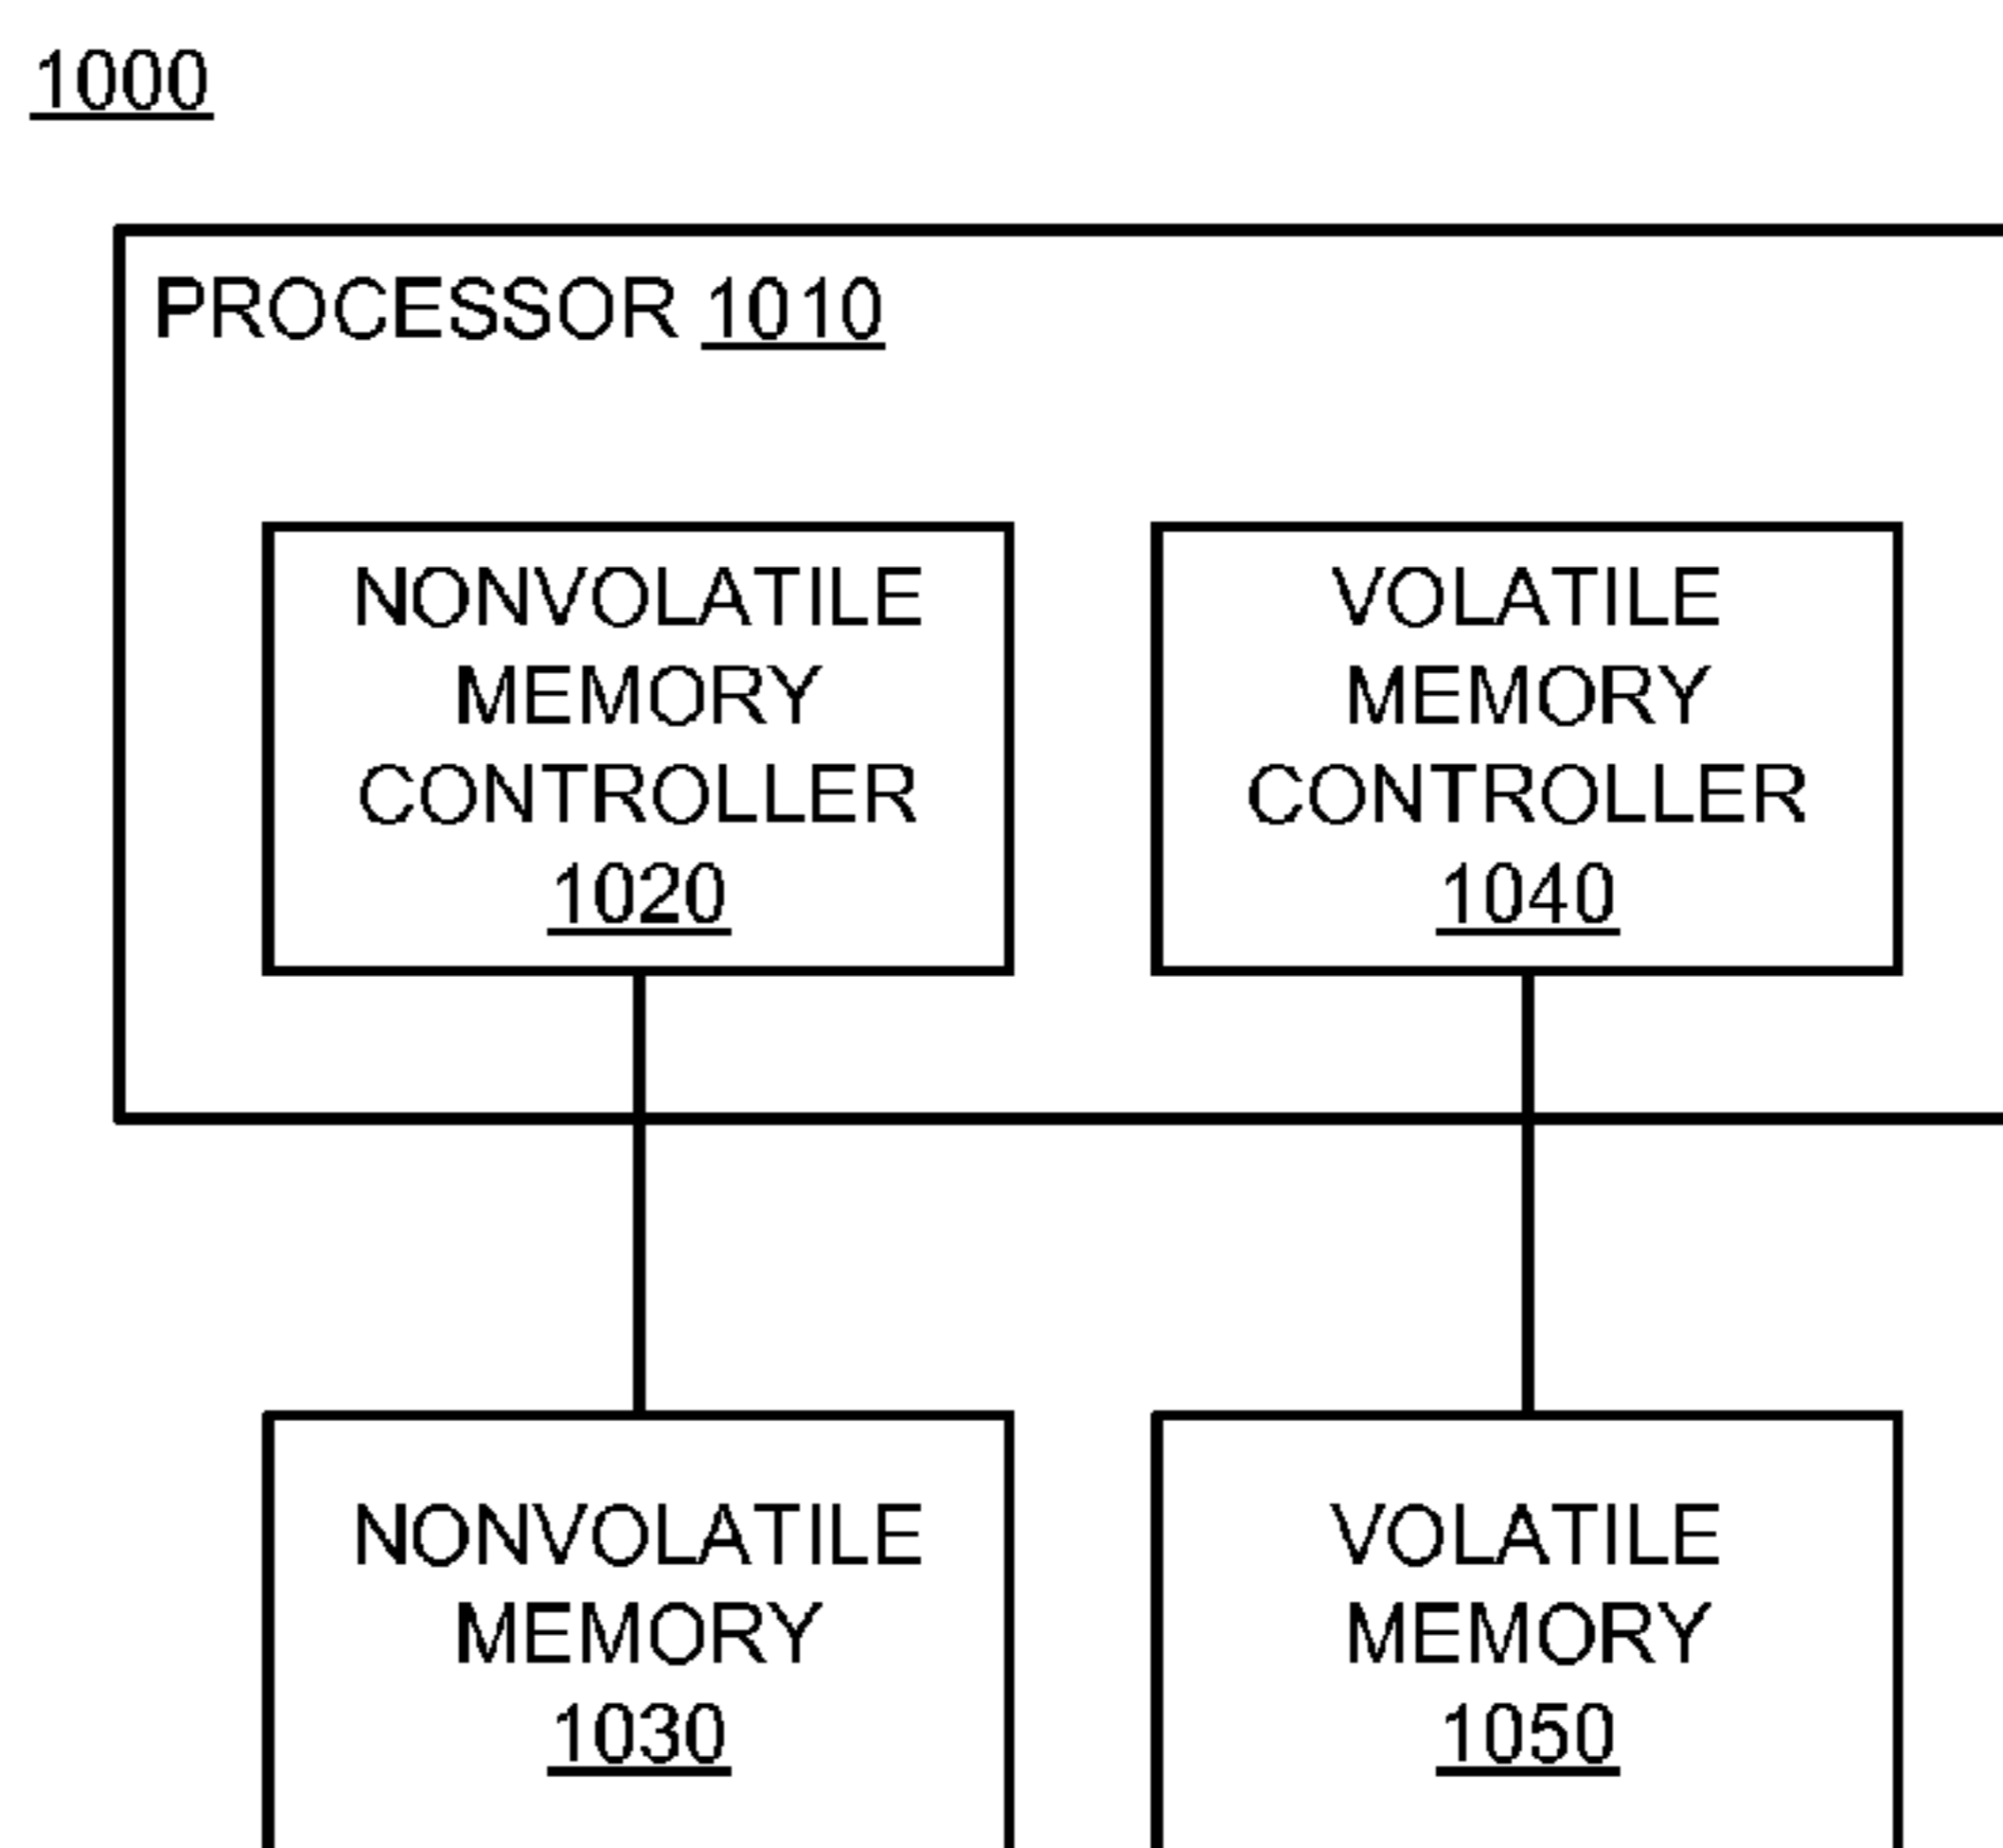 1000
PROCESSOR 1010
NONVOLATILE
MEMORY
CONTROLLER
1020
VOLATILE
MEMORY
CONTROLLER
1040
NONVOLATILE
MEMORY
1030
VOLATILE
MEMORY
1050